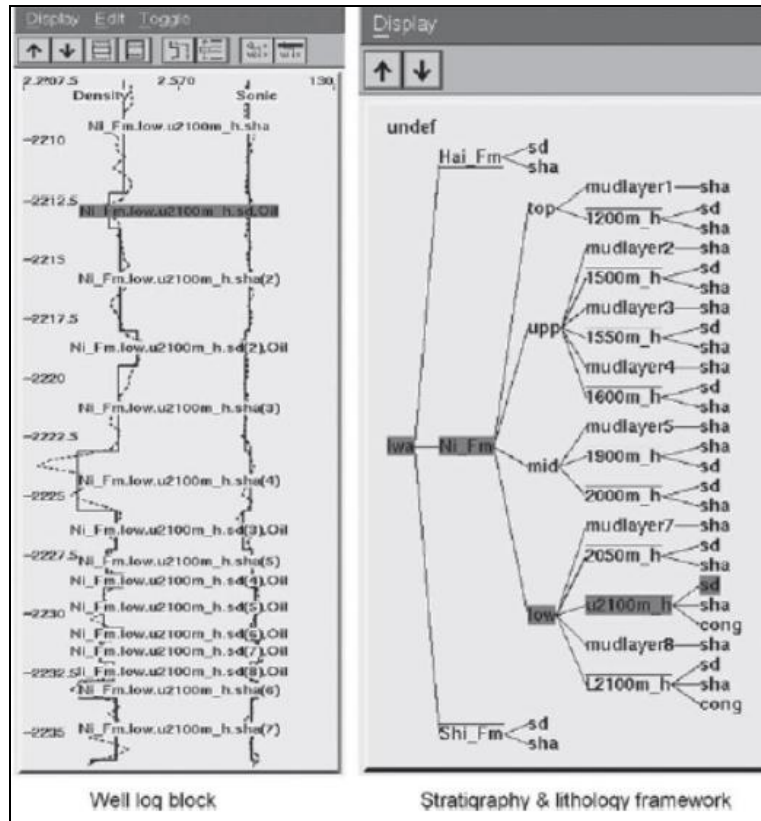 Display Edit Toggle
2.2207.5 2.570 130
Density Sonic
Ni_Fm.low.u2100m_h.sha
-2210
-2212.5
Ni_Fm.low.u2100m_h.sd.Oil
-2215
Ni_Fm.low.u2100m_h.sha(2)
-2217.5
Ni_Fm.low.u2100m_h.sd(2).Oil
-2220
Ni_Fm.low.u2100m_h.sha(3)
-2222.5
Ni_Fm.low.u2100m_h.sha(4)
-2225
Ni_Fm.low.u2100m_h.sd(3).Oil
-2227.5
Ni_Fm.low.u2100m_h.sha(5)
Ni_Fm.low.u2100m_h.sd(4).Oil
Ni_Fm.low.u2100m_h.sd(5).Oil
-2230
Ni_Fm.low.u2100m_h.sd(6).Oil
Ni_Fm.low.u2100m_h.sd(7).Oil
-2232.5 Ni_Fm.low.u2100m_h.sd(8).Oil
Ni_Fm.low.u2100m_h.sha(6)
Ni_Fm.low.u2100m_h.sha(7)
-2235
Well log block
Display
undef
Hai_Fm sd
sha
top mudlayer1 sha
1200m_h sd
sha
upp mudlayer2 sha
1500m_h sd
sha
mudlayer3 sha
1550m_h sd
sha
mudlayer4 sha
1600m_h sd
sha
Iwa Ni_Fm
mid mudlayer5 sha
1900m_h sha
sd
2000m_h sd
sha
low mudlayer7 sha
2050m_h sd
sha
u2100m_h sd
sha
cong
mudlayer8 sha
L2100m_h sd
sha
cong
Shi_Fm sd
sha
Stratigraphy & lithology framework